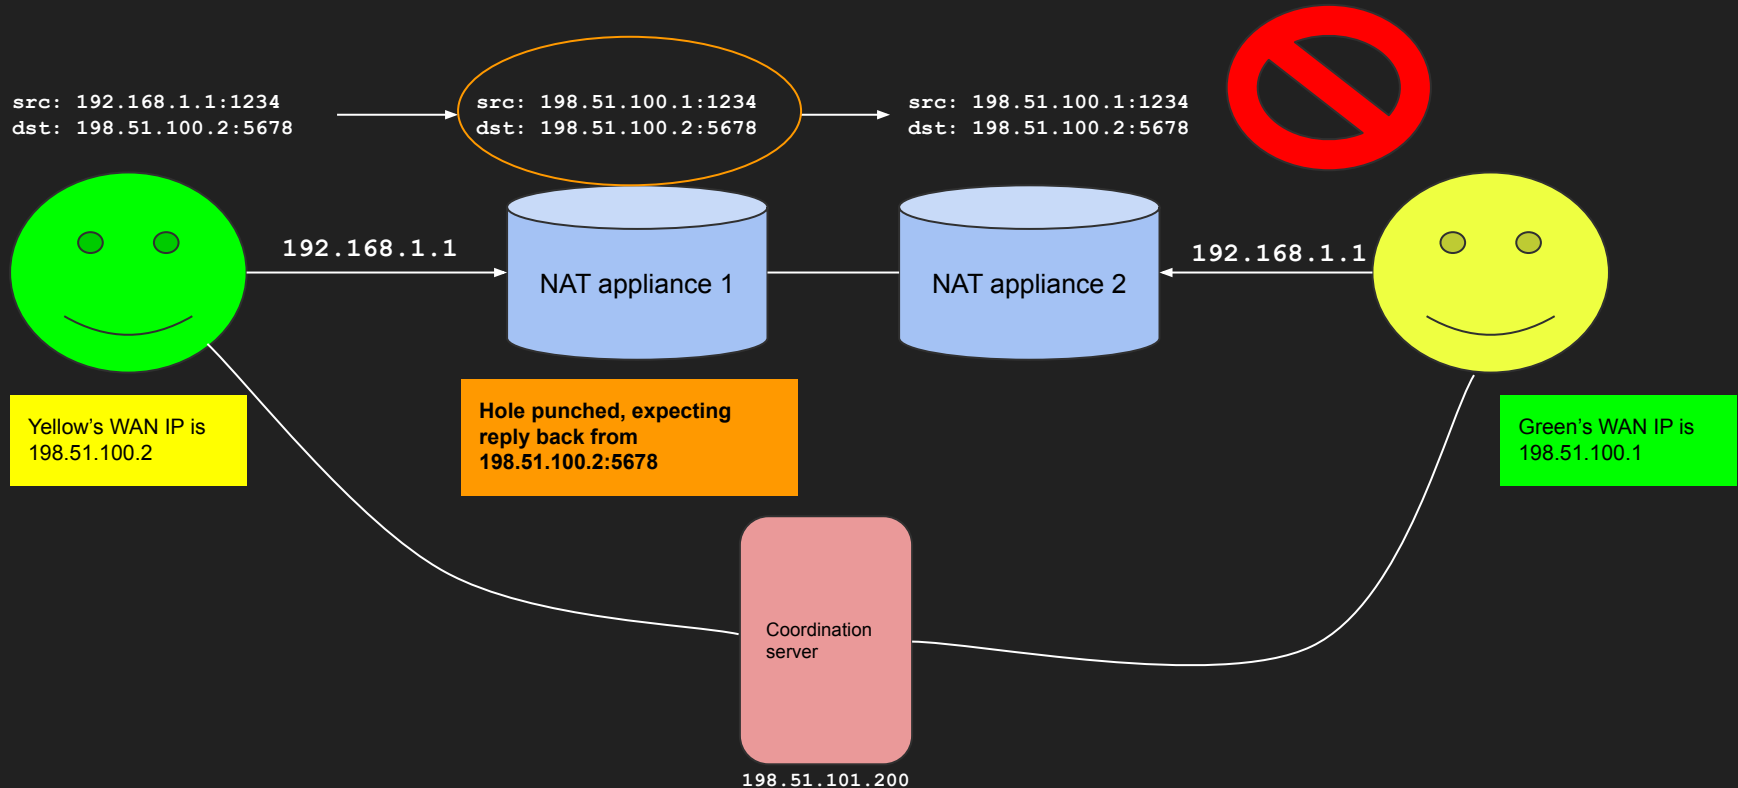 src: 192.168.1.1:1234
dst: 198.51.100.2:5678
src: 198.51.100.1:1234
dst: 198.51.100.2:5678
src: 198.51.100.1:1234
dst: 198.51.100.2:5678
192.168.1.1
NAT appliance 1
NAT appliance 2
192.168.1.1
Yellow's WAN IP is
198.51.100.2
Hole punched, expecting
reply back from
198.51.100.2:5678
Green's WAN IP is
198.51.100.1
Coordination
server
198.51.101.200